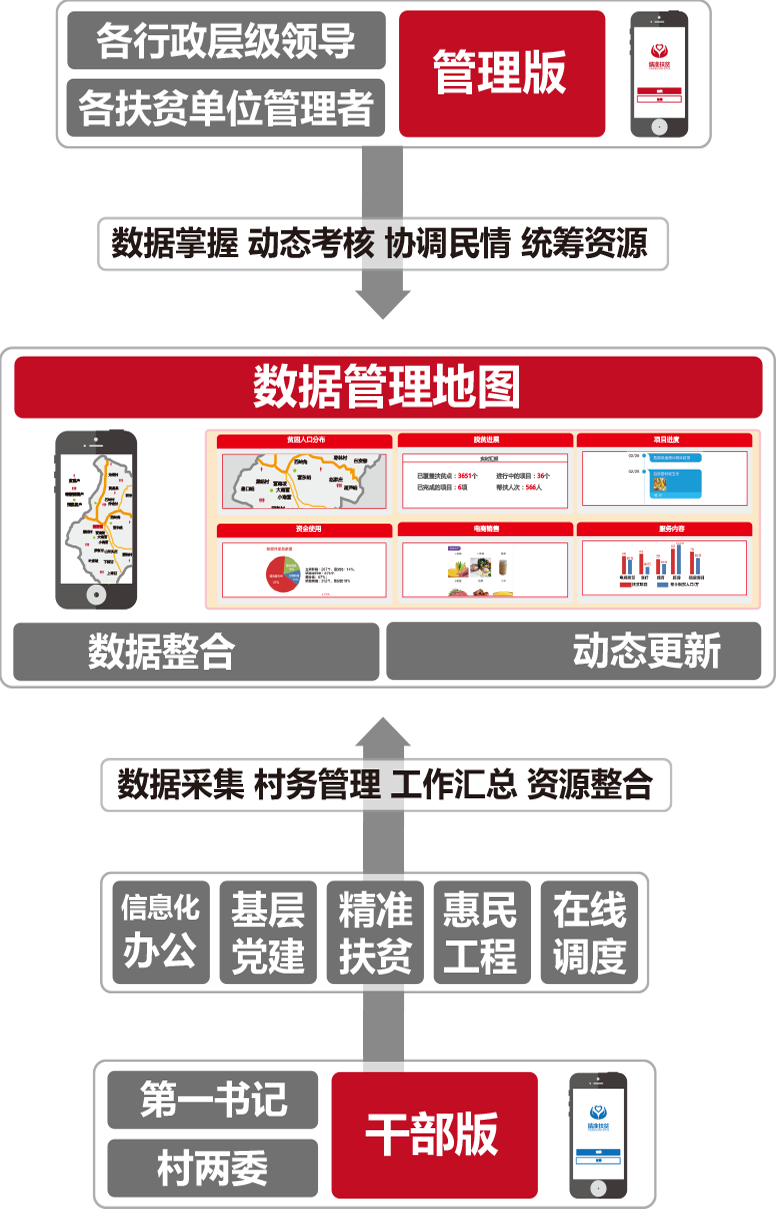 各行政层级领导
各扶贫单位管理者
管理版
精准扶贫
数据掌握 动态考核 协调民情 统筹资源
数据管理地图
贫困人口分布
脱贫进展
项目进度
实时汇报
已覆盖扶贫点：3651个
进行中的项目：36个
已完成的项目：6项
帮扶人次：566人
02/26
资金使用
电商销售
服务内容
数据整合
动态更新
数据采集 村务管理 工作汇总 资源整合
信息化
办公
基层
党建
精准
扶贫
惠民
工程
在线
调度
第一书记
村两委
干部版
精准扶贫